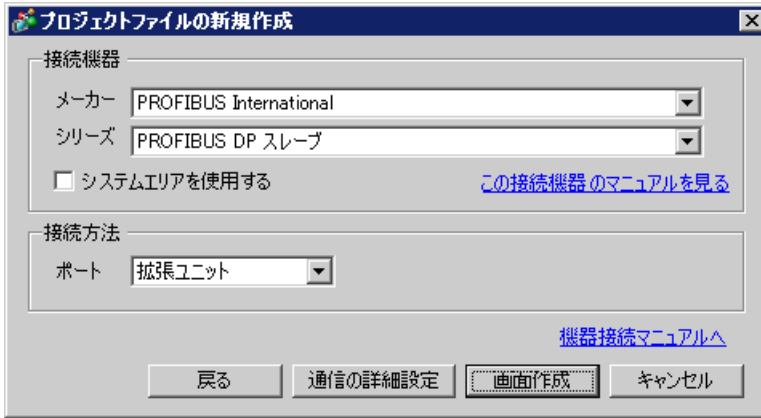 プロジェクトファイルの新規作成
接続機器
メーカー PROFIBUS International
シリーズ PROFIBUS DP スレーブ
システムエリアを使用する この接続機器のマニュアルを見る
接続方法
ポート 拡張ユニット
機器接続マニュアルへ
戻る 通信の詳細設定 画面作成 キャンセル